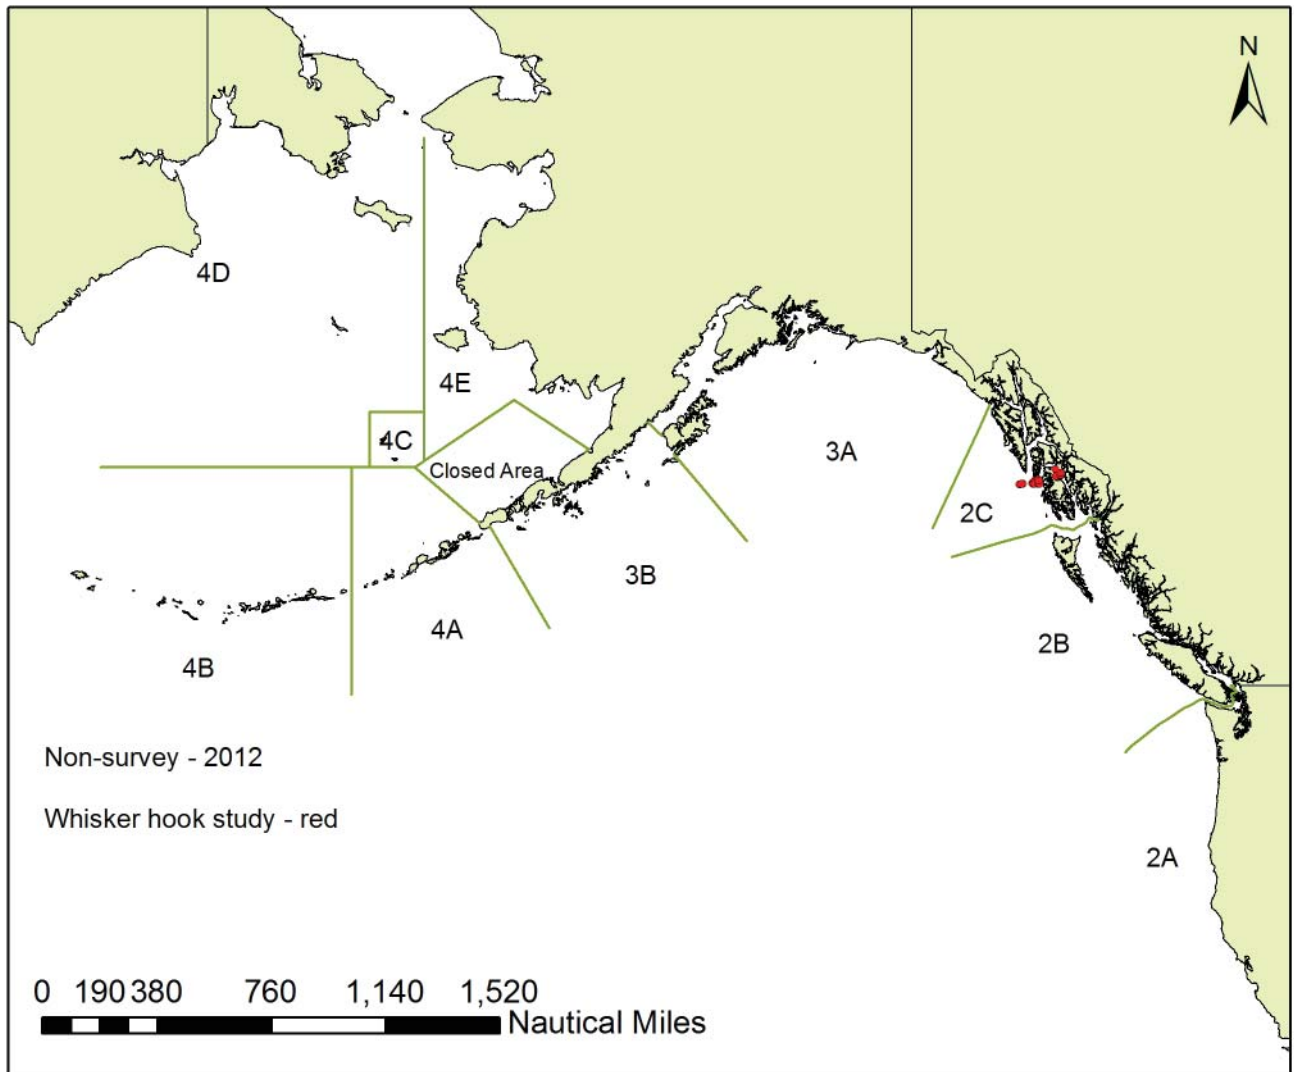 N
4D
4E
4C
Closed Area
3A
2C
3B
4A
2B
4B
Non-survey - 2012
Whisker hook study - red
2A
0 190 380 760 1,140 1,520
Nautical Miles